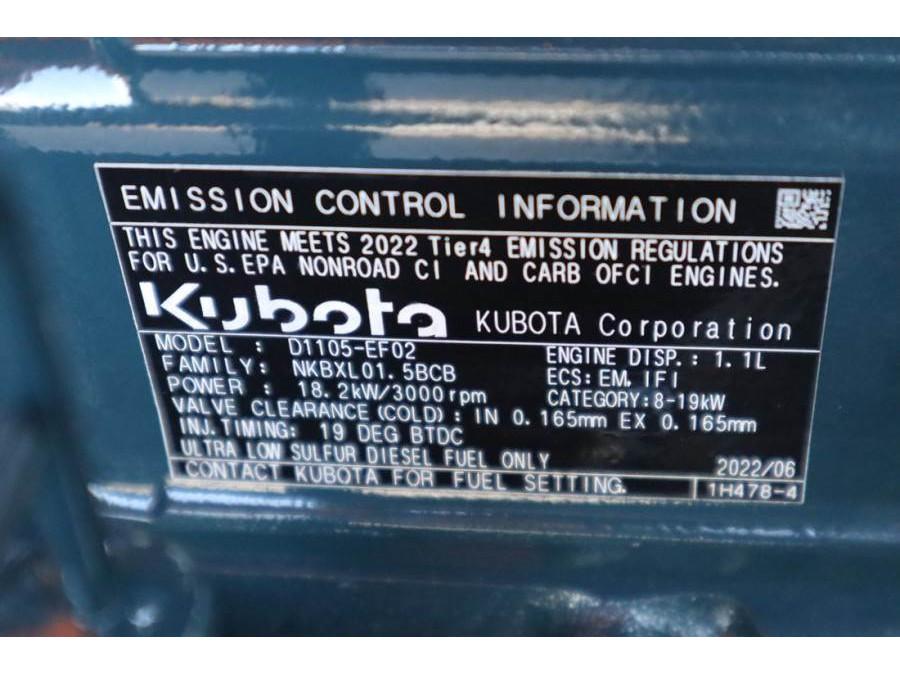 EMISSION CONTROL INFORMATION
THIS ENGINE MEETS 2022 Tier4 EMISSION REGULATIONS
FOR U.S.EPA NONROAD CI AND CARB OFCI ENGINES.
Kubota KUBOTA Corporation
MODEL : D1105-EF02 ENGINE DISP.: 1.1L
FAMILY: NKBXL01.5BCB ECS: EM, IFI
POWER : 18.2kW/3000rpm CATEGORY:8-19kW
VALVE CLEARANCE(COLD): IN 0.165mm EX 0.165mm
INJ.TIMING: 19 DEG BTDC
ULTRA LOW SULFUR DIESEL FUEL ONLY 2022/06
CONTACT KUBOTA FOR FUEL SETTING. 1H478-4